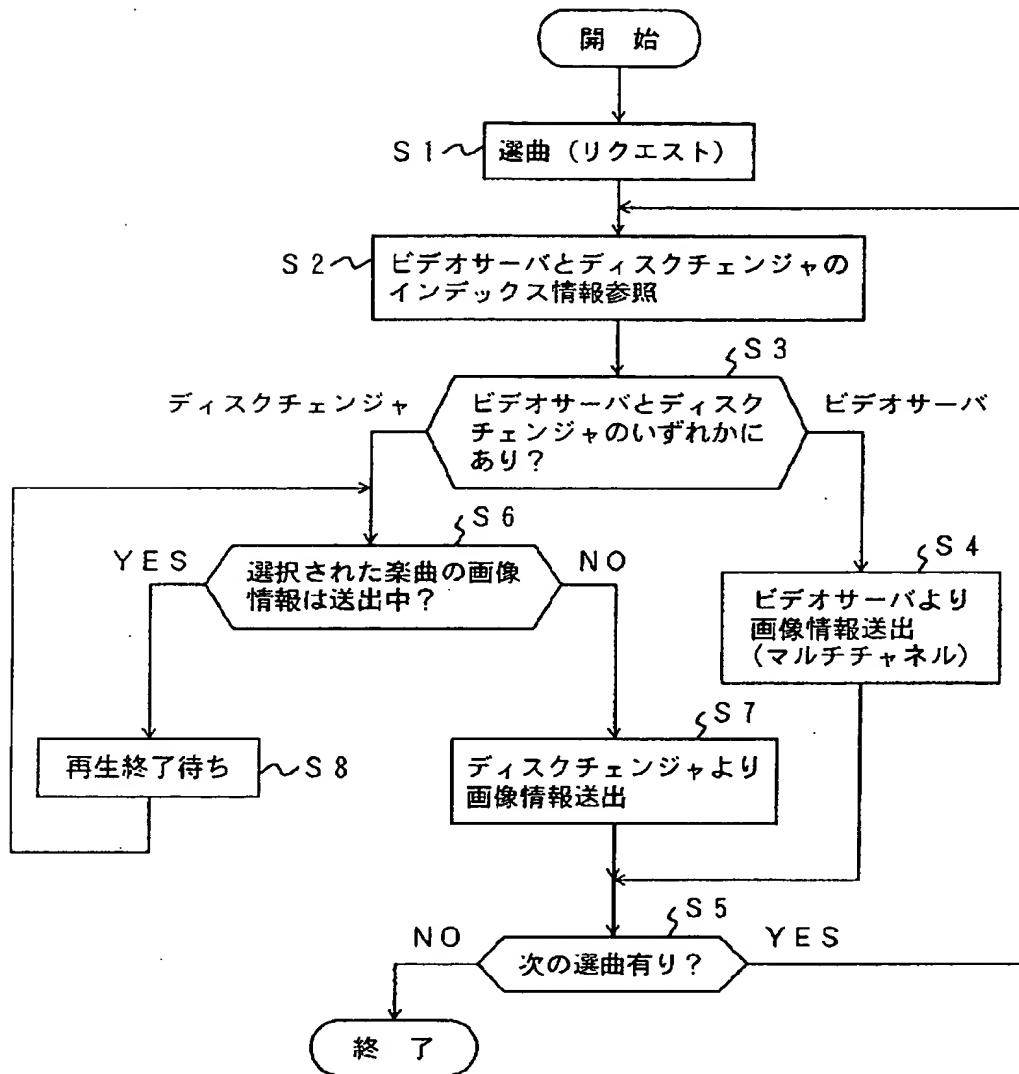 開 始
S1
選曲（リクエスト）
S2
ビデオサーバとディスクチェンジャの
インデックス情報参照
S3
ディスクチェンジャ
ビデオサーバとディスク
チェンジャのいずれかに
あり？
ビデオサーバ
S6
YES
選択された楽曲の画像
情報は送出中？
NO
S4
ビデオサーバより
画像情報送出
（マルチチャネル）
S7
再生終了待ち
S8
ディスクチェンジャより
画像情報送出
S5
NO
次の選曲有り？
YES
終 了